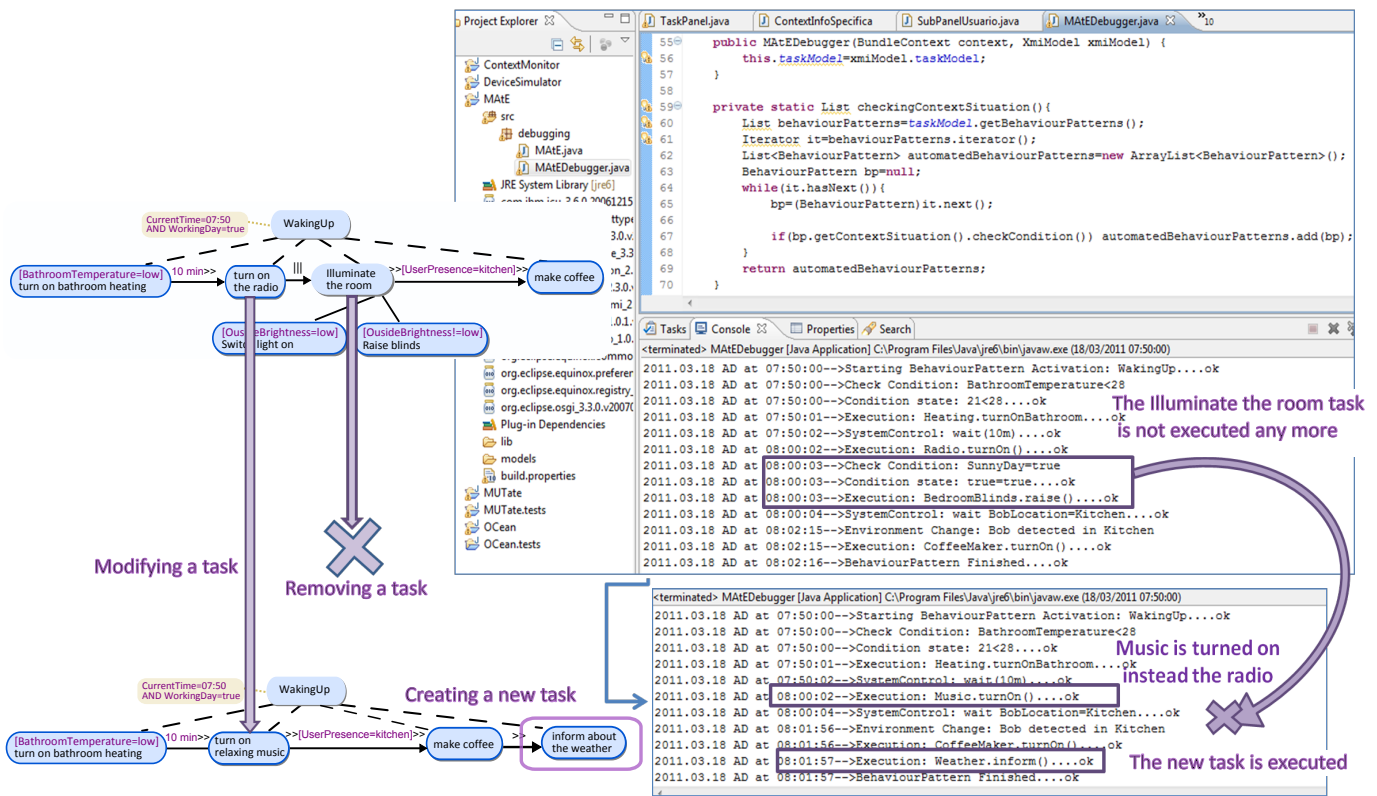 Project Explorer
ContextMonitor
DeviceSimulator
MAtE
src
debugging
MAtE.java
MAtEDebugger.java
JRE System Library [jre6]
com.ibm.icu_3.6.0.20061215
org.eclipse.equinox.preferen
org.eclipse.equinox.registry_
org.eclipse.osgi_3.3.0.v20070
Plug-in Dependencies
lib
models
build.properties
MUTate
MUTate.tests
OCean
OCean.tests
TaskPanel.java
ContextInfoSpecifica
SubPanelUsuario.java
MAtEDebugger.java
»10
55 public MAtEDebugger(BundleContext context, XmiModel xmiModel) {
56 this.taskModel=xmiModel.taskModel;
57 }
58
59 private static List checkingContextSituation(){
60 List behaviourPatterns=taskModel.getBehaviourPatterns();
61 Iterator it=behaviourPatterns.iterator();
62 List<BehaviourPattern> automatedBehaviourPatterns=new ArrayList<BehaviourPattern>();
63 BehaviourPattern bp=null;
64 while(it.hasNext()){
65 bp=(BehaviourPattern)it.next();
66
67 if(bp.getContextSituation().checkCondition()) automatedBehaviourPatterns.add(bp);
68 }
69 return automatedBehaviourPatterns;
70 }
Tasks
Console
Properties
Search
<terminated> MAtEDebugger [Java Application] C:\Program Files\Java\jre6\bin\javaw.exe (18/03/2011 07:50:00)
2011.03.18 AD at 07:50:00-->Starting BehaviourPattern Activation: WakingUp....ok
2011.03.18 AD at 07:50:00-->Check Condition: BathroomTemperature<28
2011.03.18 AD at 07:50:00-->Condition state: 21<28....ok
2011.03.18 AD at 07:50:01-->Execution: Heating.turnOnBathroom....ok
2011.03.18 AD at 07:50:02-->SystemControl: wait(10m)....ok
2011.03.18 AD at 08:00:02-->Execution: Radio.turnOn()....ok
2011.03.18 AD at 08:00:03-->Check Condition: SunnyDay=true
2011.03.18 AD at 08:00:03-->Condition state: true=true....ok
2011.03.18 AD at 08:00:03-->Execution: BedroomBlinds.raise()....ok
2011.03.18 AD at 08:00:04-->SystemControl: wait BobLocation=Kitchen....ok
2011.03.18 AD at 08:02:15-->Environment Change: Bob detected in Kitchen
2011.03.18 AD at 08:02:15-->Execution: CoffeeMaker.turnOn()....ok
2011.03.18 AD at 08:02:16-->BehaviourPattern Finished....ok
The Illuminate the room task
is not executed any more
CurrentTime=07:50
AND WorkingDay=true
WakingUp
[BathroomTemperature=low]
turn on bathroom heating
10 min>>
turn on
the radio
|||
Illuminate
the room
>>[UserPresence=kitchen]>>
make coffee
[OusideBrightness=low]
Switch light on
[OusideBrightness!=low]
Raise blinds
Modifying a task
Removing a task
Creating a new task
CurrentTime=07:50
AND WorkingDay=true
WakingUp
[BathroomTemperature=low]
turn on bathroom heating
10 min>>
turn on
relaxing music
>>[UserPresence=kitchen]>>
make coffee
>>
inform about
the weather
<terminated> MAtEDebugger [Java Application] C:\Program Files\Java\jre6\bin\javaw.exe (18/03/2011 07:50:00)
2011.03.18 AD at 07:50:00-->Starting BehaviourPattern Activation: WakingUp....ok
2011.03.18 AD at 07:50:00-->Check Condition: BathroomTemperature<28
2011.03.18 AD at 07:50:00-->Condition state: 21<28....ok
2011.03.18 AD at 07:50:01-->Execution: Heating.turnOnBathroom....ok
2011.03.18 AD at 07:50:02-->SystemControl: wait(10m)....ok
2011.03.18 AD at 08:00:02-->Execution: Music.turnOn()....ok
2011.03.18 AD at 08:00:04-->SystemControl: wait BobLocation=Kitchen....ok
2011.03.18 AD at 08:01:56-->Environment Change: Bob detected in Kitchen
2011.03.18 AD at 08:01:56-->Execution: CoffeeMaker.turnOn()....ok
2011.03.18 AD at 08:01:57-->Execution: Weather.inform()....ok
2011.03.18 AD at 08:01:57-->BehaviourPattern Finished....ok
Music is turned on
instead the radio
The new task is executed